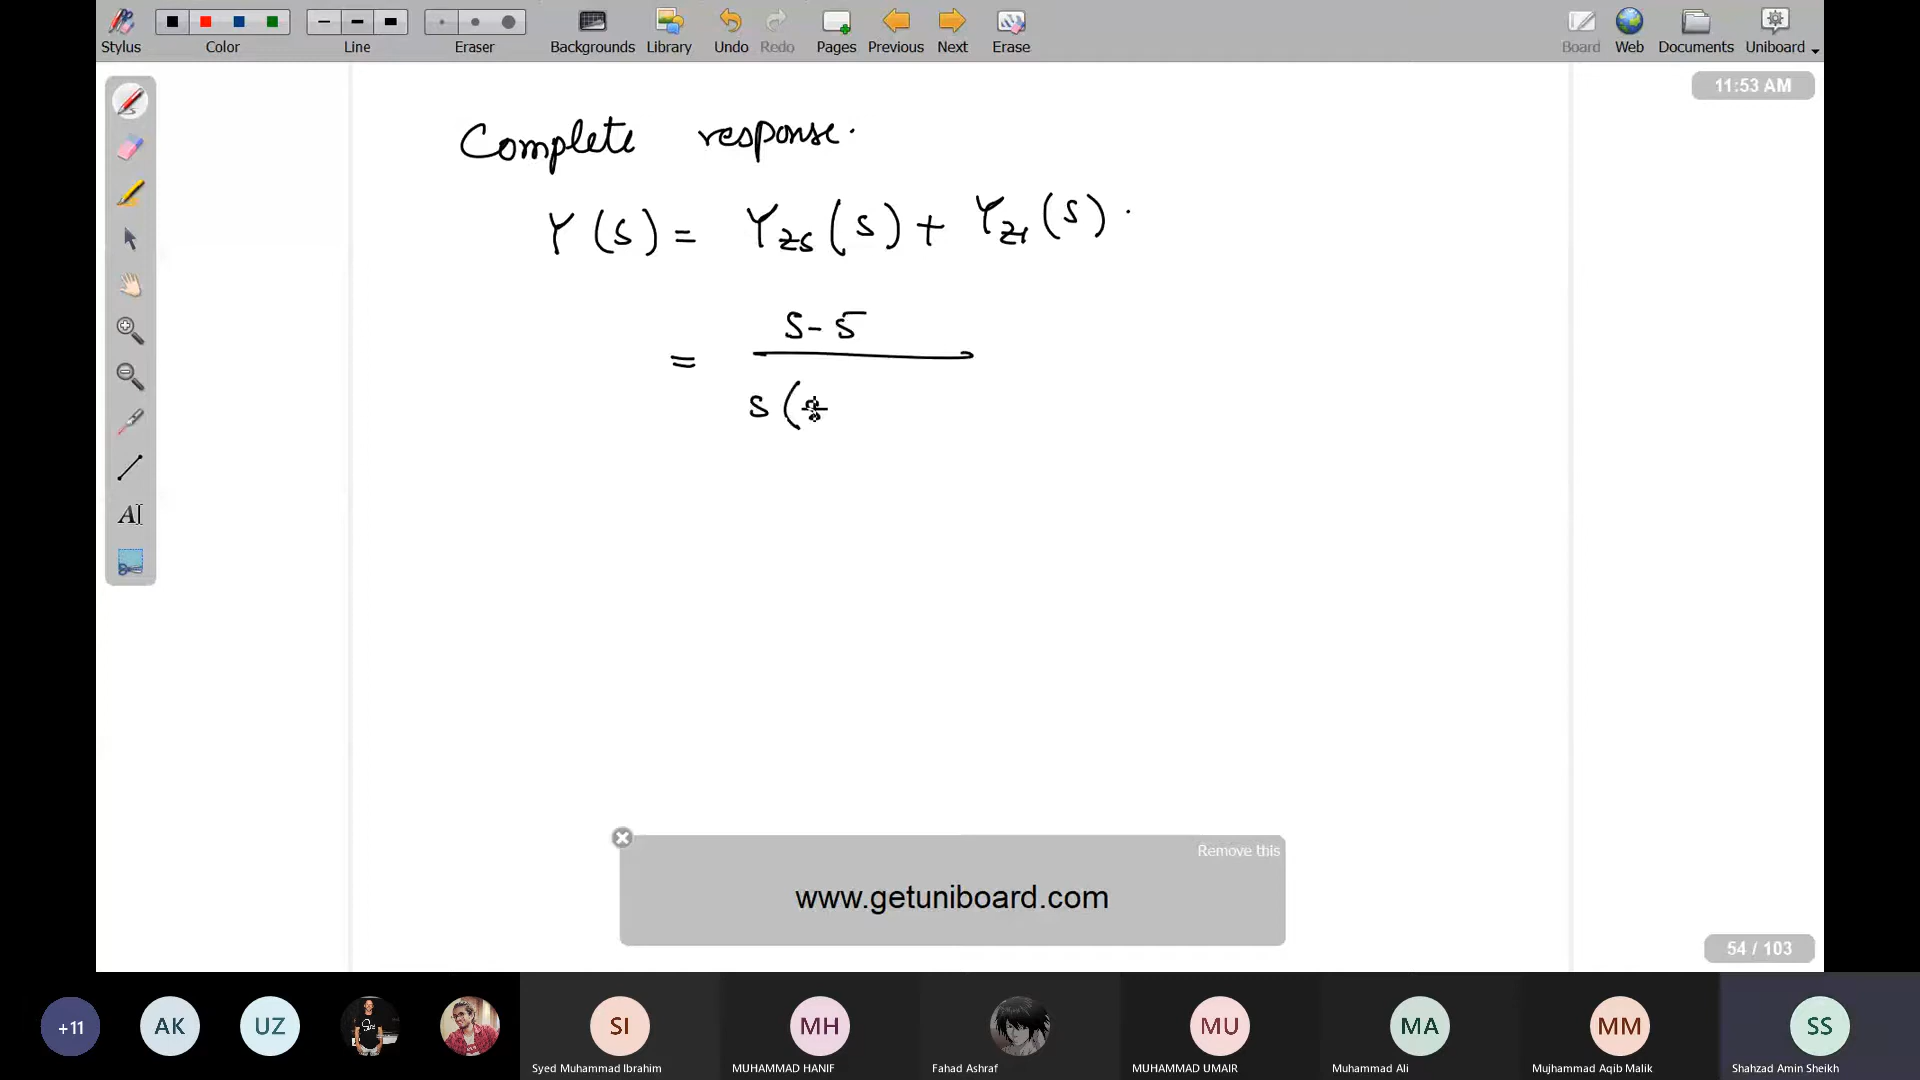 Stylus Color Line Eraser Backgrounds Library Undo Redo Pages Previous Next Erase Board Web Documents Uniboard
11:53 AM
Complete response.
Y(s) = Yzs(s) + Yzi(s).
= s-5
s(
Remove this
www.getuniboard.com
54 / 103
+11 AK UZ SI MH MU MA MM SS
Syed Muhammad Ibrahim MUHAMMAD HANIF Fahad Ashraf MUHAMMAD UMAIR Muhammad Ali Mujhammad Aqib Malik Shahzad Amin Sheikh